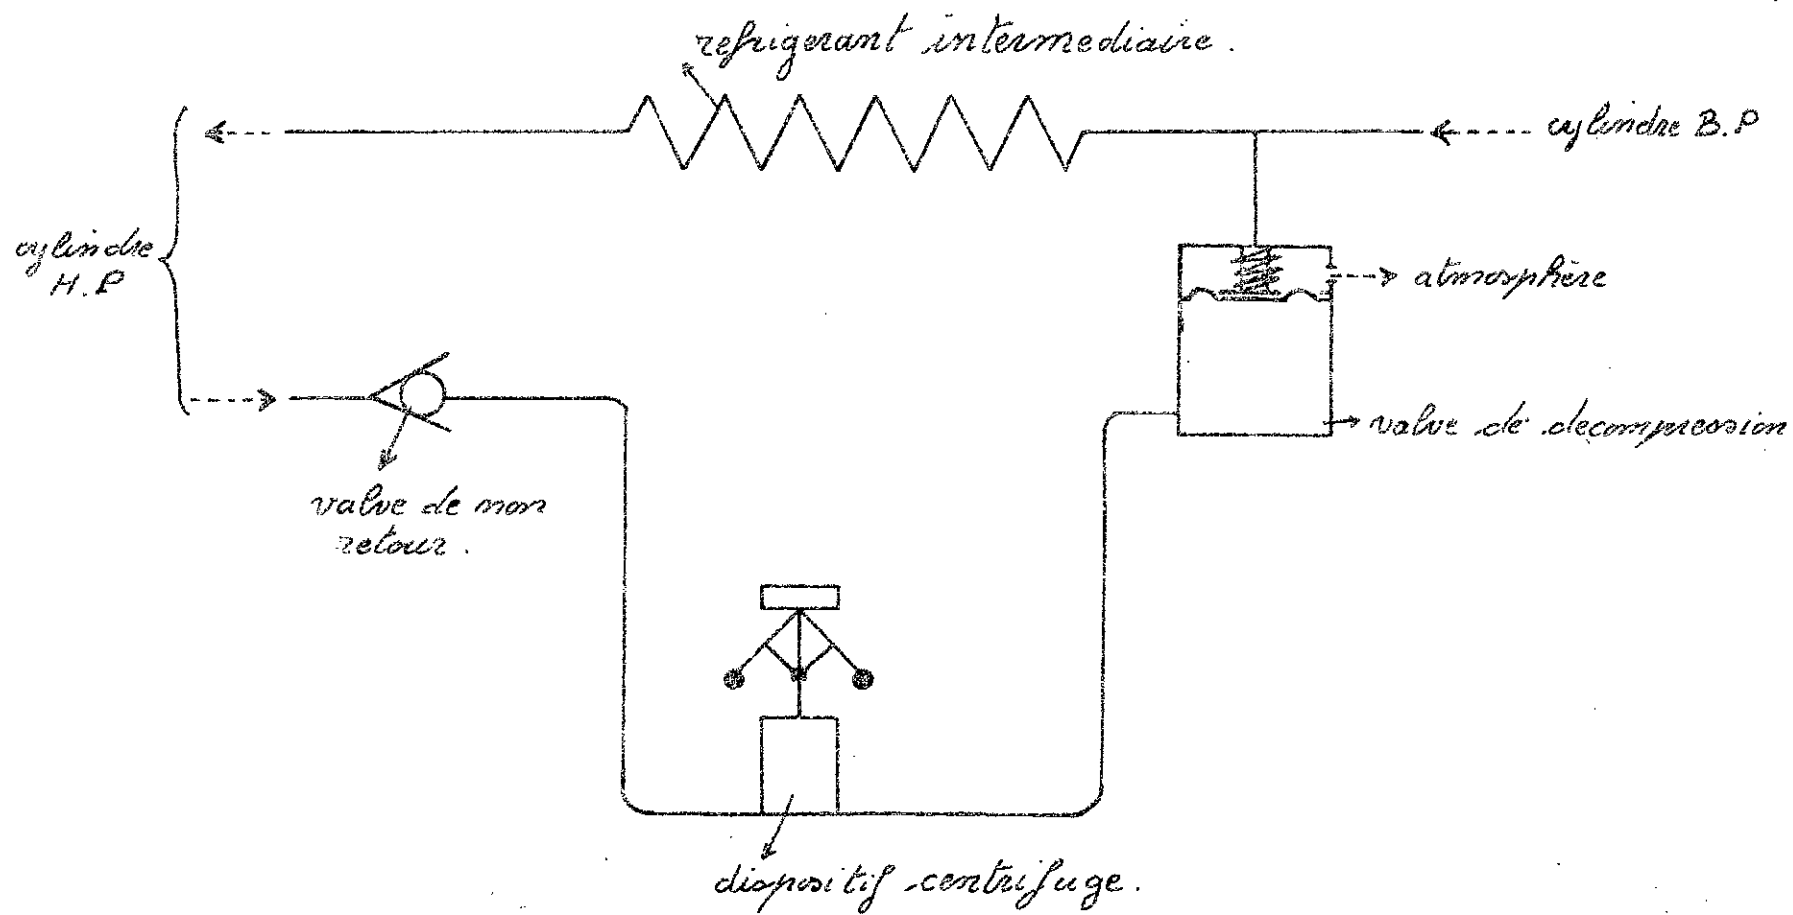 refrigerant intermediaire.
cylindre B.P
cylindre
H.P
atmosphère
valve de decompression
valve de non
retour.
dispositif centrifuge.